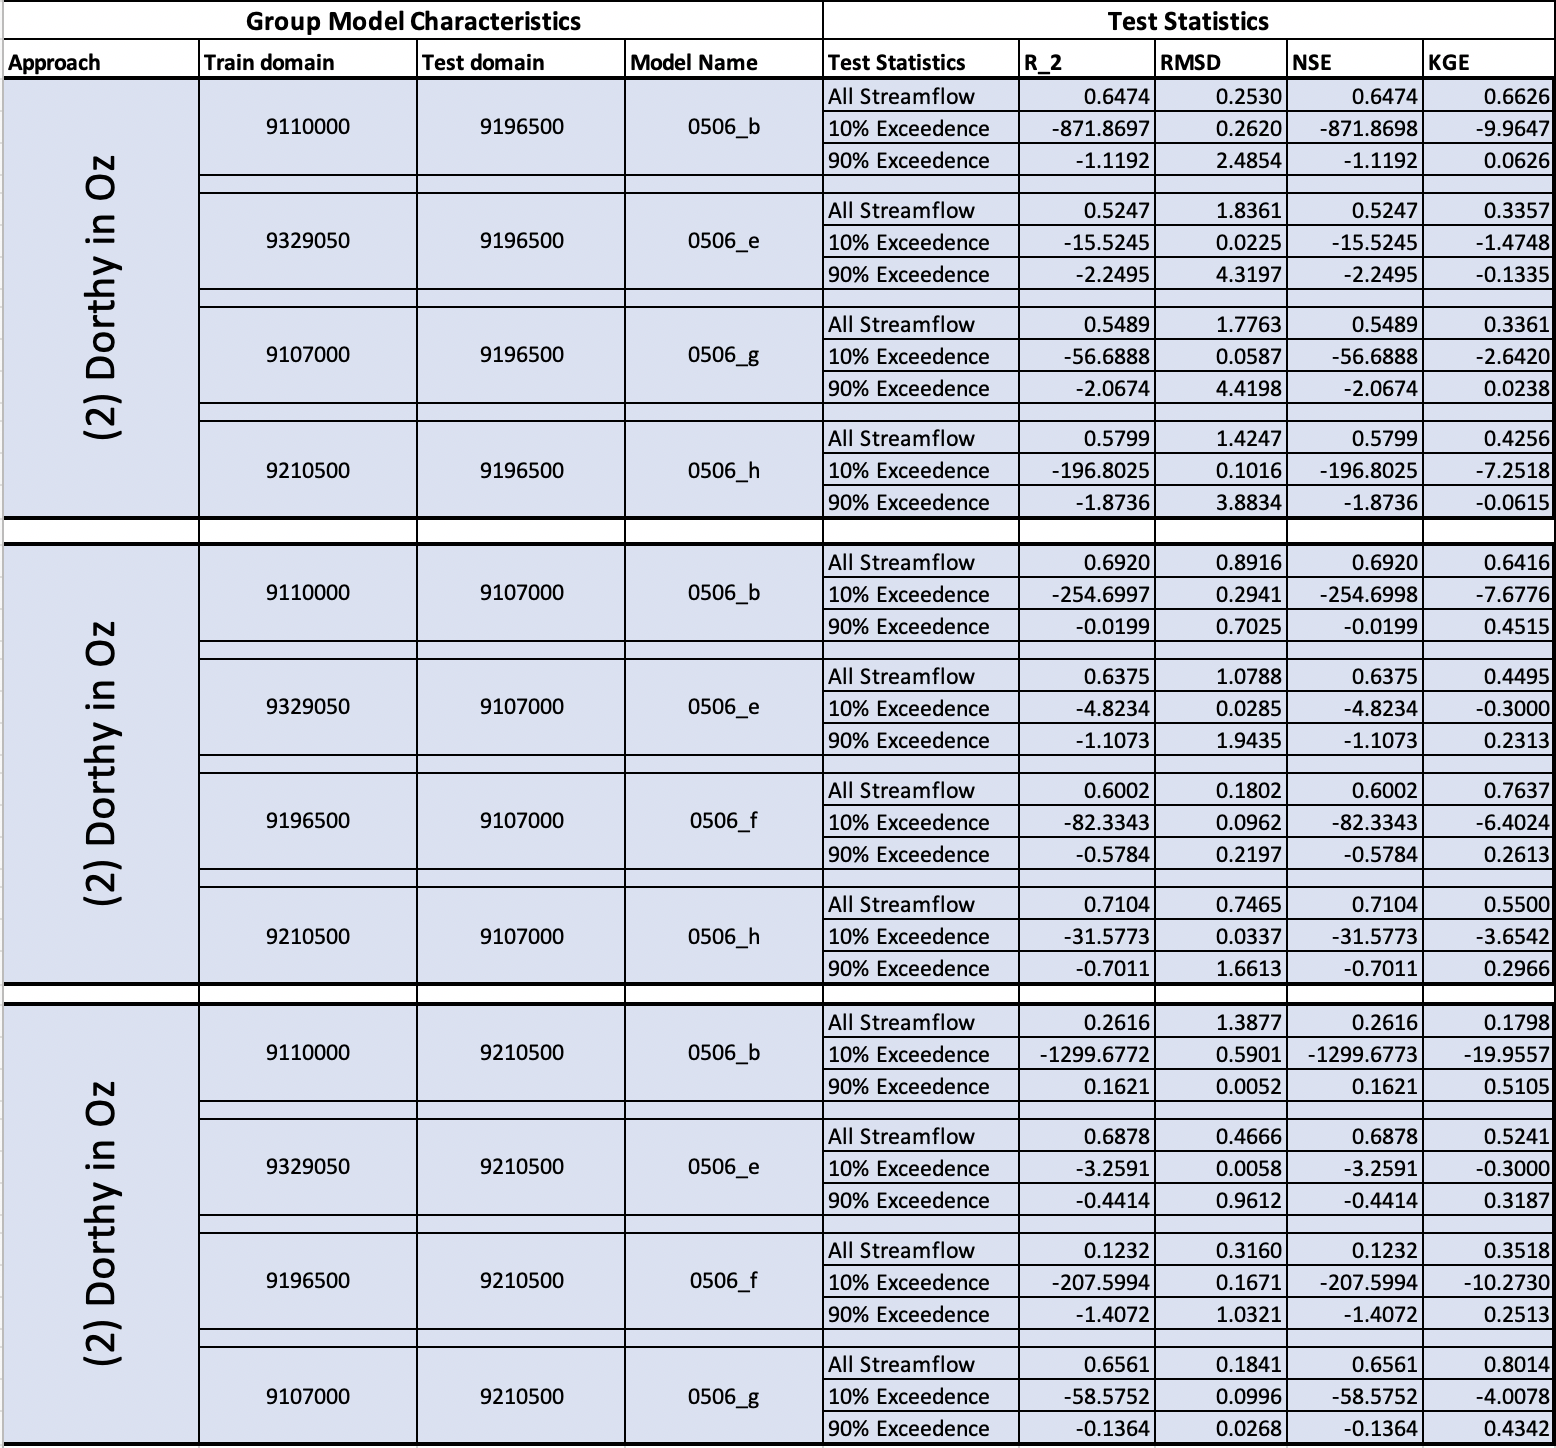 Group Model Characteristics Test Statistics
Approach Train domain Test domain Model Name Test Statistics R_2 RMSD NSE KGE
(2) Dorthy in Oz
9110000 9196500 0506_b
All Streamflow 0.6474 0.2530 0.6474 0.6626
10% Exceedence -871.8697 0.2620 -871.8698 -9.9647
90% Exceedence -1.1192 2.4854 -1.1192 0.0626
9329050 9196500 0506_e
All Streamflow 0.5247 1.8361 0.5247 0.3357
10% Exceedence -15.5245 0.0225 -15.5245 -1.4748
90% Exceedence -2.2495 4.3197 -2.2495 -0.1335
9107000 9196500 0506_g
All Streamflow 0.5489 1.7763 0.5489 0.3361
10% Exceedence -56.6888 0.0587 -56.6888 -2.6420
90% Exceedence -2.0674 4.4198 -2.0674 0.0238
9210500 9196500 0506_h
All Streamflow 0.5799 1.4247 0.5799 0.4256
10% Exceedence -196.8025 0.1016 -196.8025 -7.2518
90% Exceedence -1.8736 3.8834 -1.8736 -0.0615
(2) Dorthy in Oz
9110000 9107000 0506_b
All Streamflow 0.6920 0.8916 0.6920 0.6416
10% Exceedence -254.6997 0.2941 -254.6998 -7.6776
90% Exceedence -0.0199 0.7025 -0.0199 0.4515
9329050 9107000 0506_e
All Streamflow 0.6375 1.0788 0.6375 0.4495
10% Exceedence -4.8234 0.0285 -4.8234 -0.3000
90% Exceedence -1.1073 1.9435 -1.1073 0.2313
9196500 9107000 0506_f
All Streamflow 0.6002 0.1802 0.6002 0.7637
10% Exceedence -82.3343 0.0962 -82.3343 -6.4024
90% Exceedence -0.5784 0.2197 -0.5784 0.2613
9210500 9107000 0506_h
All Streamflow 0.7104 0.7465 0.7104 0.5500
10% Exceedence -31.5773 0.0337 -31.5773 -3.6542
90% Exceedence -0.7011 1.6613 -0.7011 0.2966
(2) Dorthy in Oz
9110000 9210500 0506_b
All Streamflow 0.2616 1.3877 0.2616 0.1798
10% Exceedence -1299.6772 0.5901 -1299.6773 -19.9557
90% Exceedence 0.1621 0.0052 0.1621 0.5105
9329050 9210500 0506_e
All Streamflow 0.6878 0.4666 0.6878 0.5241
10% Exceedence -3.2591 0.0058 -3.2591 -0.3000
90% Exceedence -0.4414 0.9612 -0.4414 0.3187
9196500 9210500 0506_f
All Streamflow 0.1232 0.3160 0.1232 0.3518
10% Exceedence -207.5994 0.1671 -207.5994 -10.2730
90% Exceedence -1.4072 1.0321 -1.4072 0.2513
9107000 9210500 0506_g
All Streamflow 0.6561 0.1841 0.6561 0.8014
10% Exceedence -58.5752 0.0996 -58.5752 -4.0078
90% Exceedence -0.1364 0.0268 -0.1364 0.4342